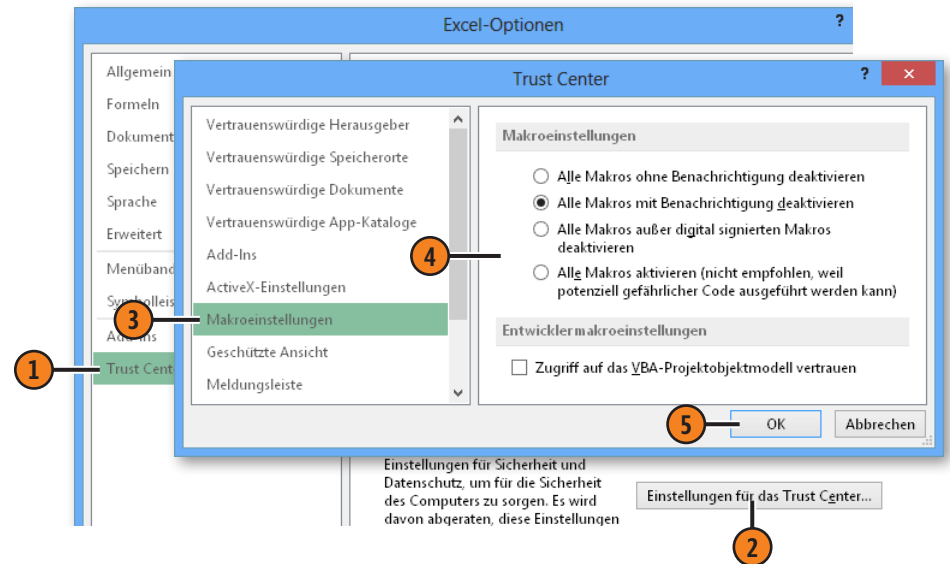 Excel-Optionen ?
Allgemein
Formeln
Dokument
Speichern
Sprache
Erweitert
Menüband
Add-Ins
Trust Cent
Trust Center ? ×
Vertrauenswürdige Herausgeber
Vertrauenswürdige Speicherorte
Vertrauenswürdige Dokumente
Vertrauenswürdige App-Kataloge
Add-Ins
ActiveX-Einstellungen
Makroeinstellungen
Geschützte Ansicht
Meldungsleiste
Makroeinstellungen
Alle Makros ohne Benachrichtigung deaktivieren
Alle Makros mit Benachrichtigung deaktivieren
Alle Makros außer digital signierten Makros
deaktivieren
Alle Makros aktivieren (nicht empfohlen, weil
potenziell gefährlicher Code ausgeführt werden kann)
Entwicklermakroeinstellungen
Zugriff auf das VBA-Projektobjektmodell vertrauen
OK
Abbrechen
Einstellungen für Sicherheit und
Datenschutz, um für die Sicherheit
des Computers zu sorgen. Es wird
davon abgeraten, diese Einstellungen
Einstellungen für das Trust Center...
1
2
3
4
5